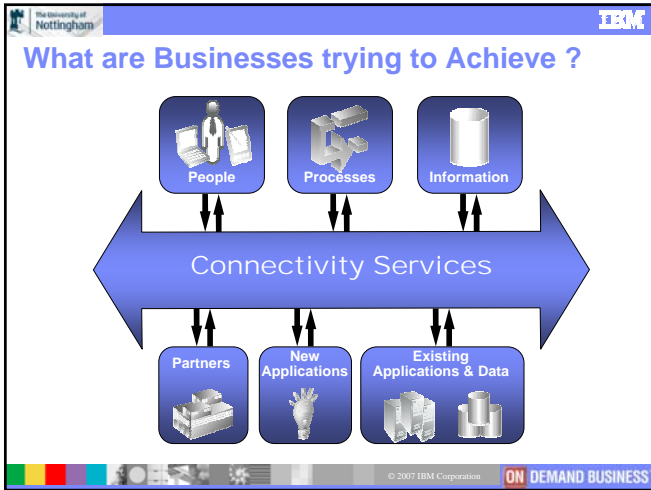 The University of
Nottingham
IBM
What are Businesses trying to Achieve ?
People
Processes
Information
Connectivity Services
Partners
New
Applications
Existing
Applications & Data
© 2007 IBM Corporation
ON DEMAND BUSINESS